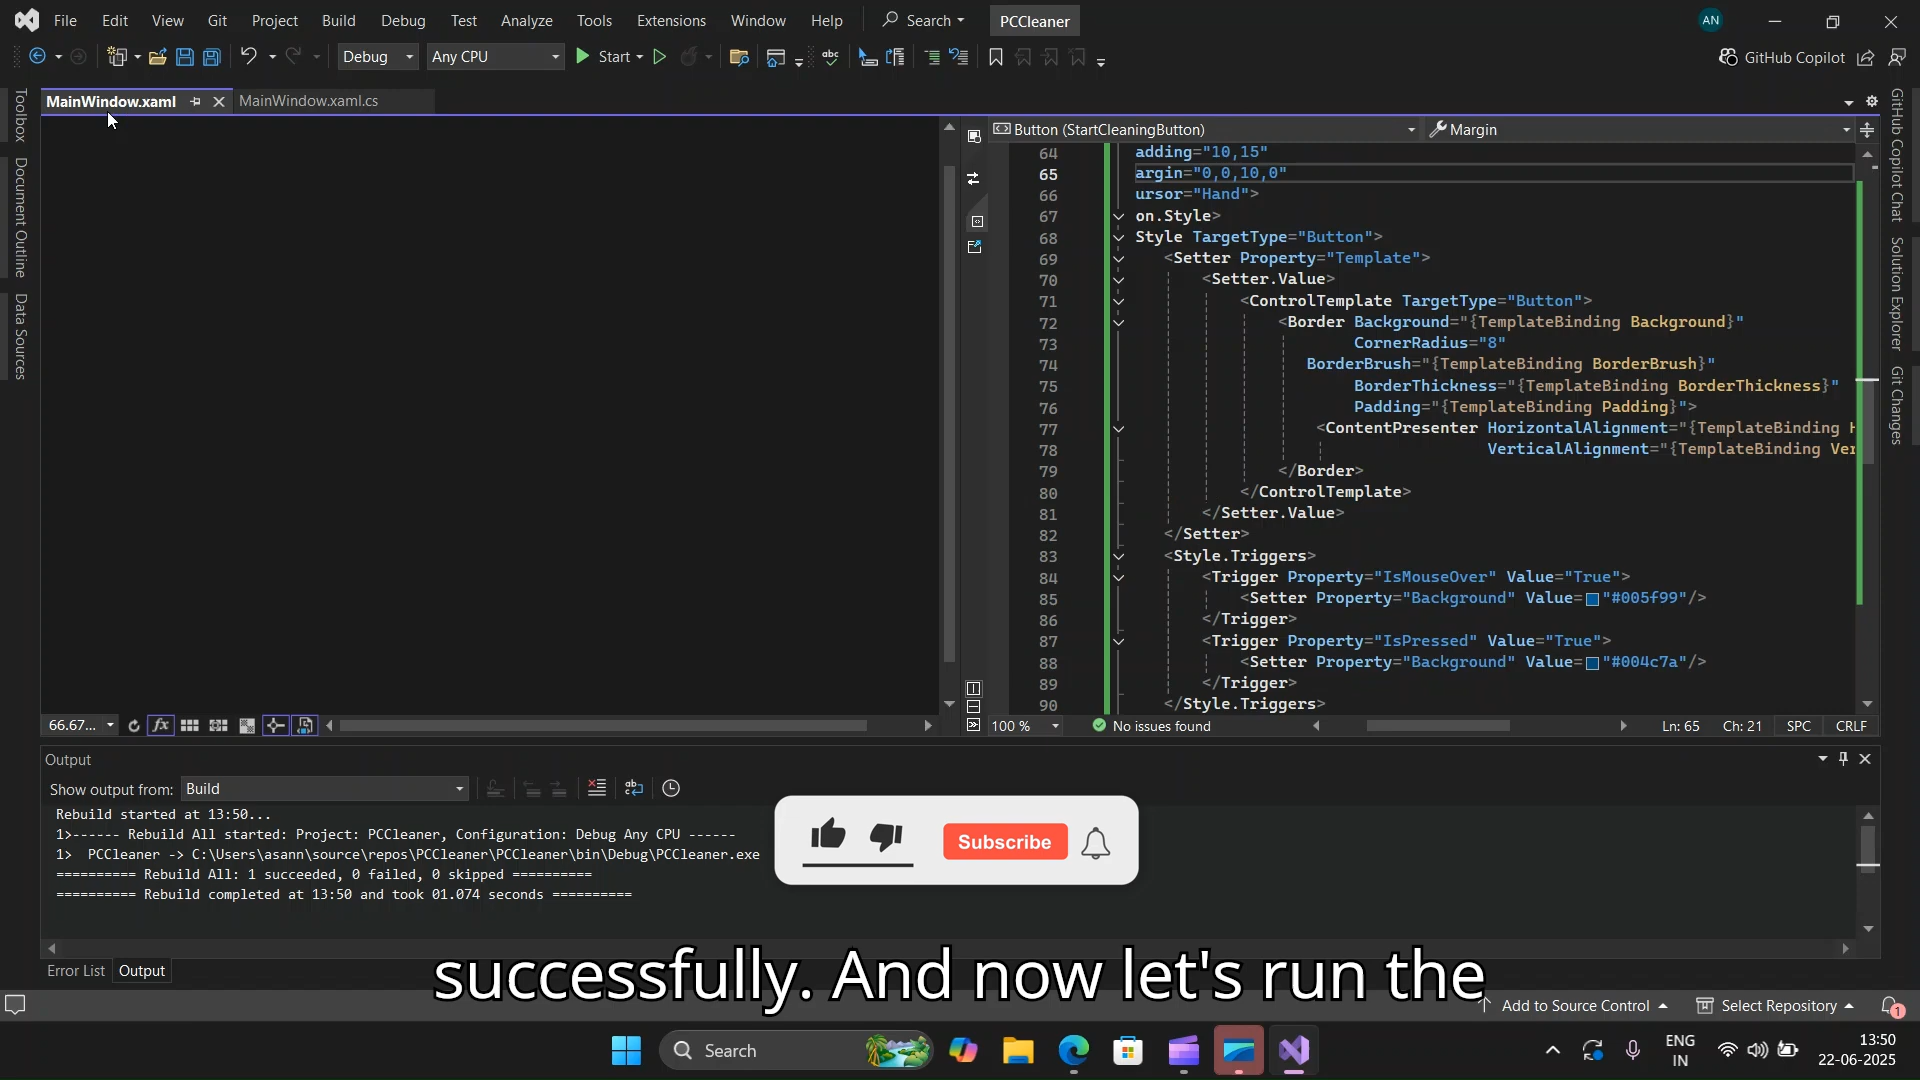 File Edit View Git Project Build Debug Test Analyze Tools Extensions Window Help Search PCCleaner AN
Debug Any CPU Start GitHub Copilot
MainWindow.xaml MainWindow.xaml.cs
Toolbox
Document Outline
Data Sources
Button (StartCleaningButton) Margin
64 adding="10,15"
65 argin="0,0,10,0"
66 ursor="Hand">
67 on.Style>
68 Style TargetType="Button">
69 <Setter Property="Template">
70 <Setter.Value>
71 <ControlTemplate TargetType="Button">
72 <Border Background="{TemplateBinding Background}"
73 CornerRadius="8"
74 BorderBrush="{TemplateBinding BorderBrush}"
75 BorderThickness="{TemplateBinding BorderThickness}"
76 Padding="{TemplateBinding Padding}">
77 <ContentPresenter HorizontalAlignment="{TemplateBinding H
78 VerticalAlignment="{TemplateBinding Ver
79 </Border>
80 </ControlTemplate>
81 </Setter.Value>
82 </Setter>
83 <Style.Triggers>
84 <Trigger Property="IsMouseOver" Value="True">
85 <Setter Property="Background" Value="#005f99"/>
86 </Trigger>
87 <Trigger Property="IsPressed" Value="True">
88 <Setter Property="Background" Value="#004c7a"/>
89 </Trigger>
90 </Style.Triggers>
GitHub Copilot Chat
Solution Explorer
Git Changes
66.67... fx 100 % No issues found Ln: 65 Ch: 21 SPC CRLF
Output
Show output from: Build
Rebuild started at 13:50...
1>------ Rebuild All started: Project: PCCleaner, Configuration: Debug Any CPU ------
1> PCCleaner -> C:\Users\asann\source\repos\PCCleaner\PCCleaner\bin\Debug\PCCleaner.exe
========== Rebuild All: 1 succeeded, 0 failed, 0 skipped ==========
========== Rebuild completed at 13:50 and took 01.074 seconds ==========
Subscribe
Error List Output
successfully. And now let's run the
Add to Source Control Select Repository 1
Search ENG IN 13:50 22-06-2025